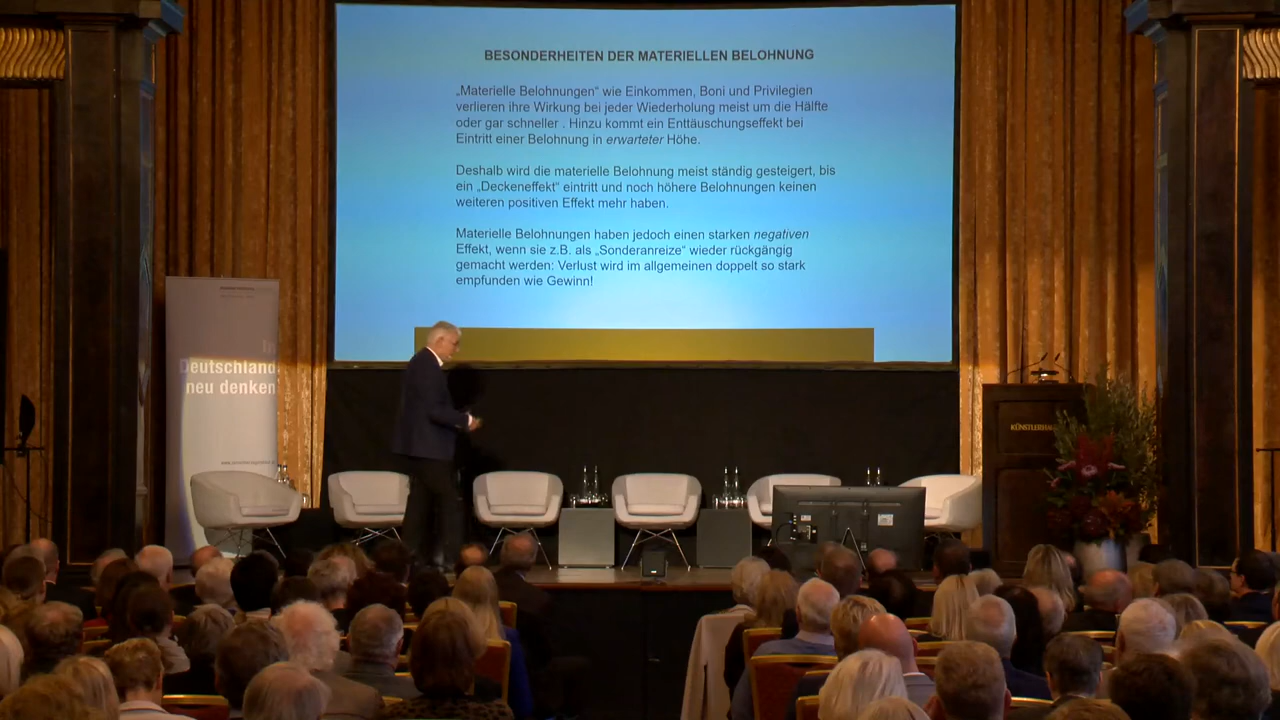 BESONDERHEITEN DER MATERIELLEN BELOHNUNG
„Materielle Belohnungen“ wie Einkommen, Boni und Privilegien
verlieren ihre Wirkung bei jeder Wiederholung meist um die Hälfte
oder gar schneller . Hinzu kommt ein Enttäuschungseffekt bei
Eintritt einer Belohnung in erwarteter Höhe.
Deshalb wird die materielle Belohnung meist ständig gesteigert, bis
ein „Deckeneffekt“ eintritt und noch höhere Belohnungen keinen
weiteren positiven Effekt mehr haben.
Materielle Belohnungen haben jedoch einen starken negativen
Effekt, wenn sie z.B. als „Sonderanreize“ wieder rückgängig
gemacht werden: Verlust wird im allgemeinen doppelt so stark
empfunden wie Gewinn!
Deutschland
neu denken
KÜNSTLERHA